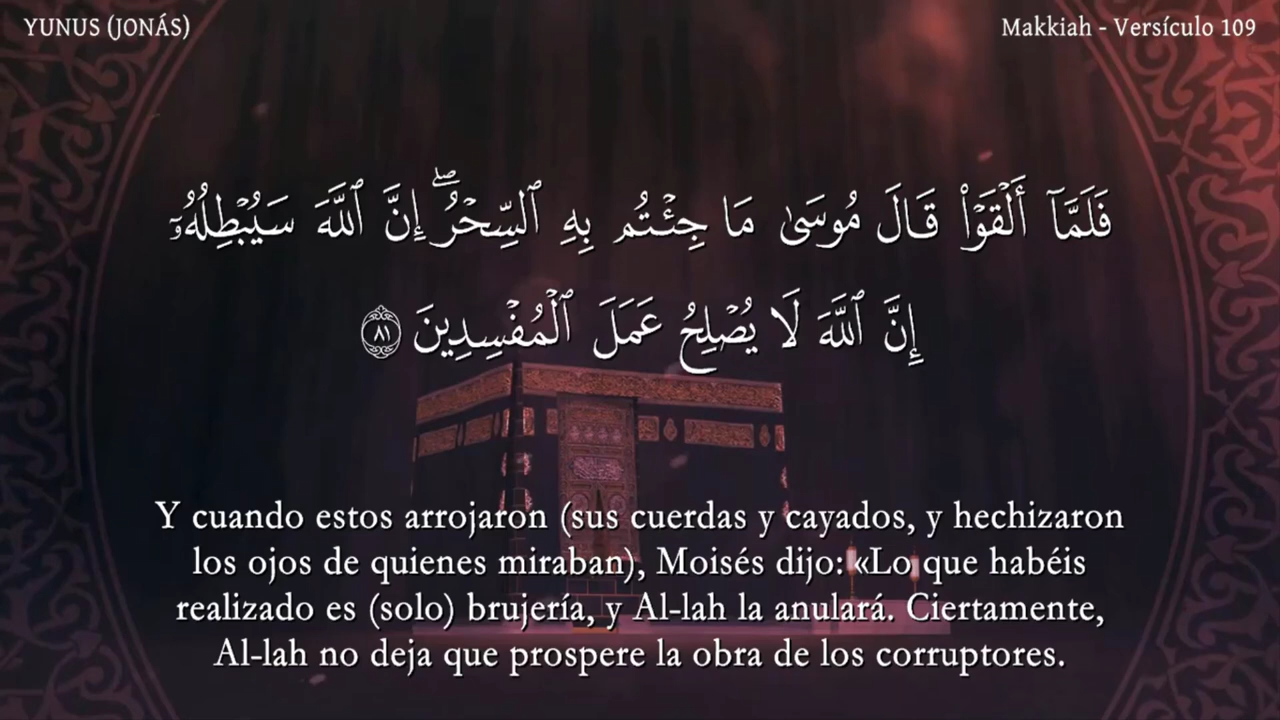 YUNUS (JONÁS)
Makkiah - Versículo 109
فَلَمَّآ أَلْقَوْا۟ قَالَ مُوسَىٰ مَا جِئْتُم بِهِ ٱلسِّحْرُ ۖ إِنَّ ٱللَّهَ سَيُبْطِلُهُۥٓ
إِنَّ ٱللَّهَ لَا يُصْلِحُ عَمَلَ ٱلْمُفْسِدِينَ ٨١
Y cuando estos arrojaron (sus cuerdas y cayados, y hechizaron
los ojos de quienes miraban), Moisés dijo: «Lo que habéis
realizado es (solo) brujería, y Al-lah la anulará. Ciertamente,
Al-lah no deja que prospere la obra de los corruptores.